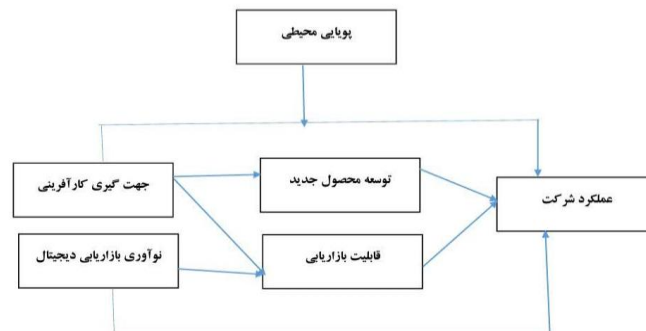 پویایی محیطی
جهت گیری کارآفرینی
توسعه محصول جدید
عملکرد شرکت
نوآوری بازاریابی دیجیتال
قابلیت بازاریابی